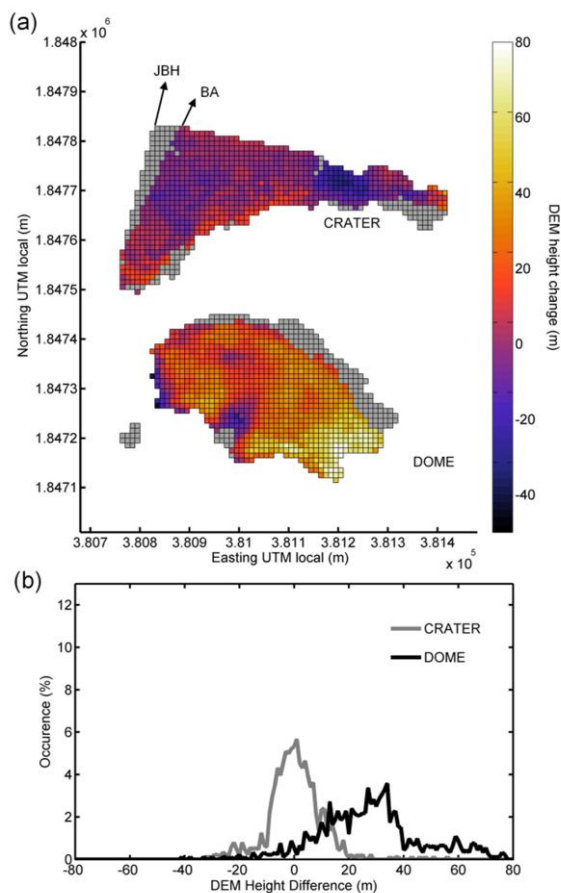 (a)
x 10⁶
1.848
1.8479
1.8478
1.8477
1.8476
1.8475
1.8474
1.8473
1.8472
1.8471
Northing UTM local (m)
JBH
BA
CRATER
DOME
80
60
40
20
0
-20
-40
DEM height change (m)
3.807 3.808 3.809 3.81 3.811 3.812 3.813 3.814
Easting UTM local (m)
x 10⁵
(b)
12
10
8
6
4
2
0
Occurence (%)
CRATER
DOME
-80 -60 -40 -20 0 20 40 60 80
DEM Height Difference (m)